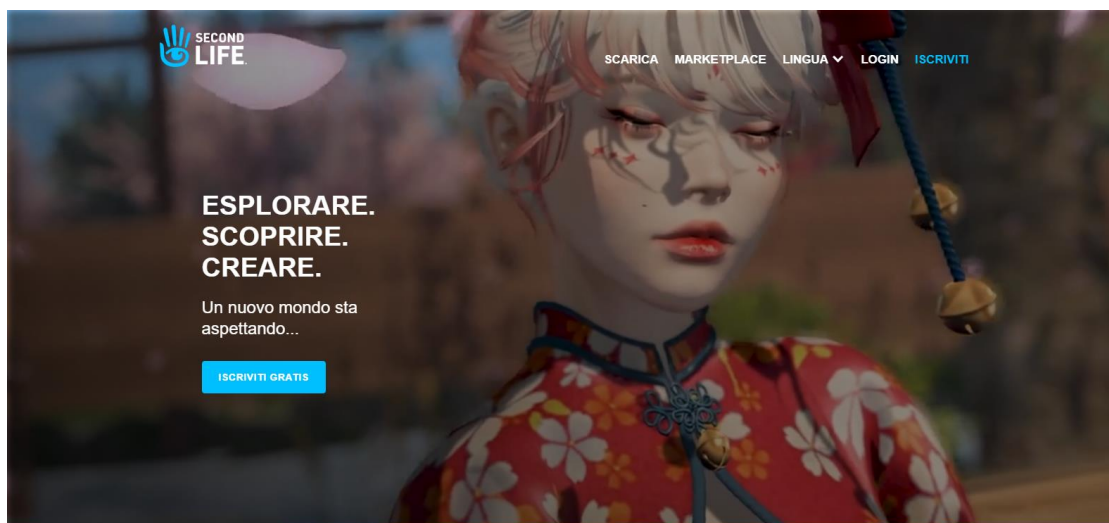 SECOND
LIFE
SCARICA MARKETPLACE LINGUA LOGIN ISCRIVITI
ESPLORARE.
SCOPRIRE.
CREARE.
Un nuovo mondo sta
aspettando...
ISCRIVITI GRATIS